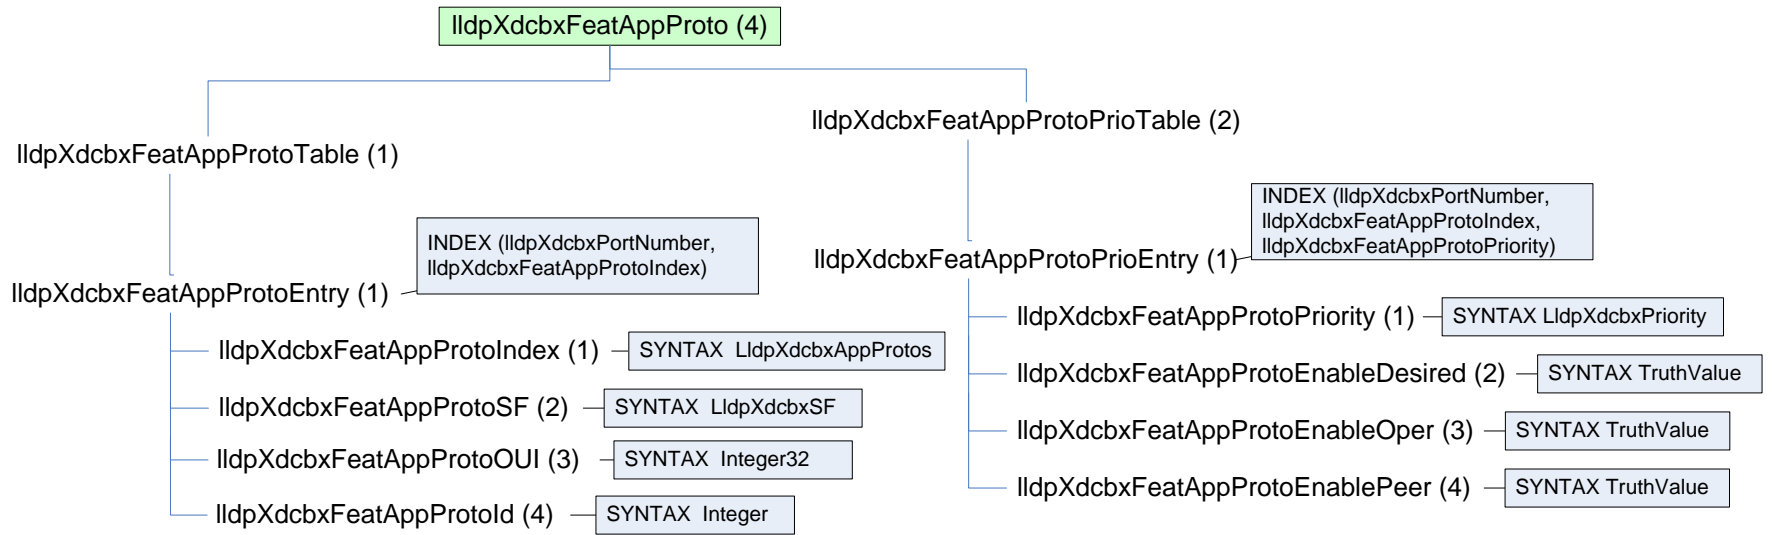 lldpXdcbxFeatAppProto (4)
lldpXdcbxFeatAppProtoTable (1)
INDEX (lldpXdcbxPortNumber,
lldpXdcbxFeatAppProtoIndex)
lldpXdcbxFeatAppProtoEntry (1)
lldpXdcbxFeatAppProtoIndex (1)
SYNTAX  LldpXdcbxAppProtos
lldpXdcbxFeatAppProtoSF (2)
SYNTAX  LldpXdcbxSF
lldpXdcbxFeatAppProtoOUI (3)
SYNTAX  Integer32
lldpXdcbxFeatAppProtoId (4)
SYNTAX  Integer
lldpXdcbxFeatAppProtoPrioTable (2)
INDEX (lldpXdcbxPortNumber,
lldpXdcbxFeatAppProtoIndex,
lldpXdcbxFeatAppProtoPriority)
lldpXdcbxFeatAppProtoPrioEntry (1)
lldpXdcbxFeatAppProtoPriority (1)
SYNTAX LldpXdcbxPriority
lldpXdcbxFeatAppProtoEnableDesired (2)
SYNTAX TruthValue
lldpXdcbxFeatAppProtoEnableOper (3)
SYNTAX TruthValue
lldpXdcbxFeatAppProtoEnablePeer (4)
SYNTAX TruthValue